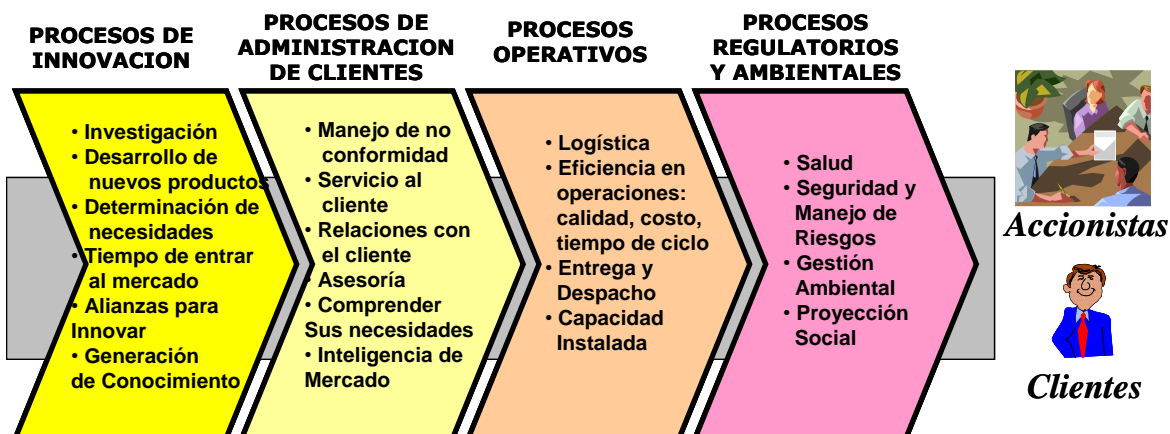 PROCESOS DE
INNOVACION
PROCESOS DE
ADMINISTRACION
DE CLIENTES
PROCESOS
OPERATIVOS
PROCESOS
REGULATORIOS
Y AMBIENTALES
• Investigación
• Desarrollo de
nuevos productos
• Determinación de
necesidades
• Tiempo de entrar
al mercado
• Alianzas para
Innovar
• Generación
de Conocimiento
• Manejo de no
conformidad
• Servicio al
cliente
• Relaciones con
el cliente
Asesoría
• Comprender
Sus necesidades
• Inteligencia de
Mercado
• Logística
• Eficiencia en
operaciones:
calidad, costo,
tiempo de ciclo
• Entrega y
Despacho
• Capacidad
Instalada
• Salud
• Seguridad y
Manejo de
Riesgos
• Gestión
Ambiental
• Proyección
Social
Accionistas
Clientes